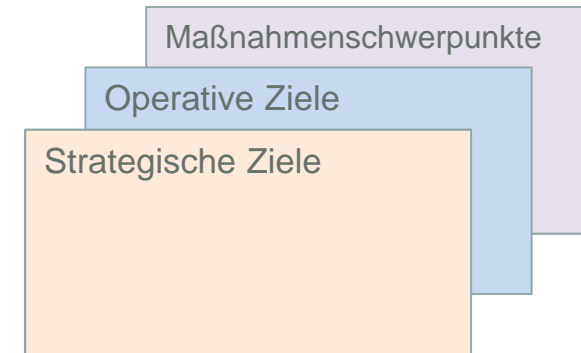 Maßnahmenschwerpunkte
Operative Ziele
Strategische Ziele